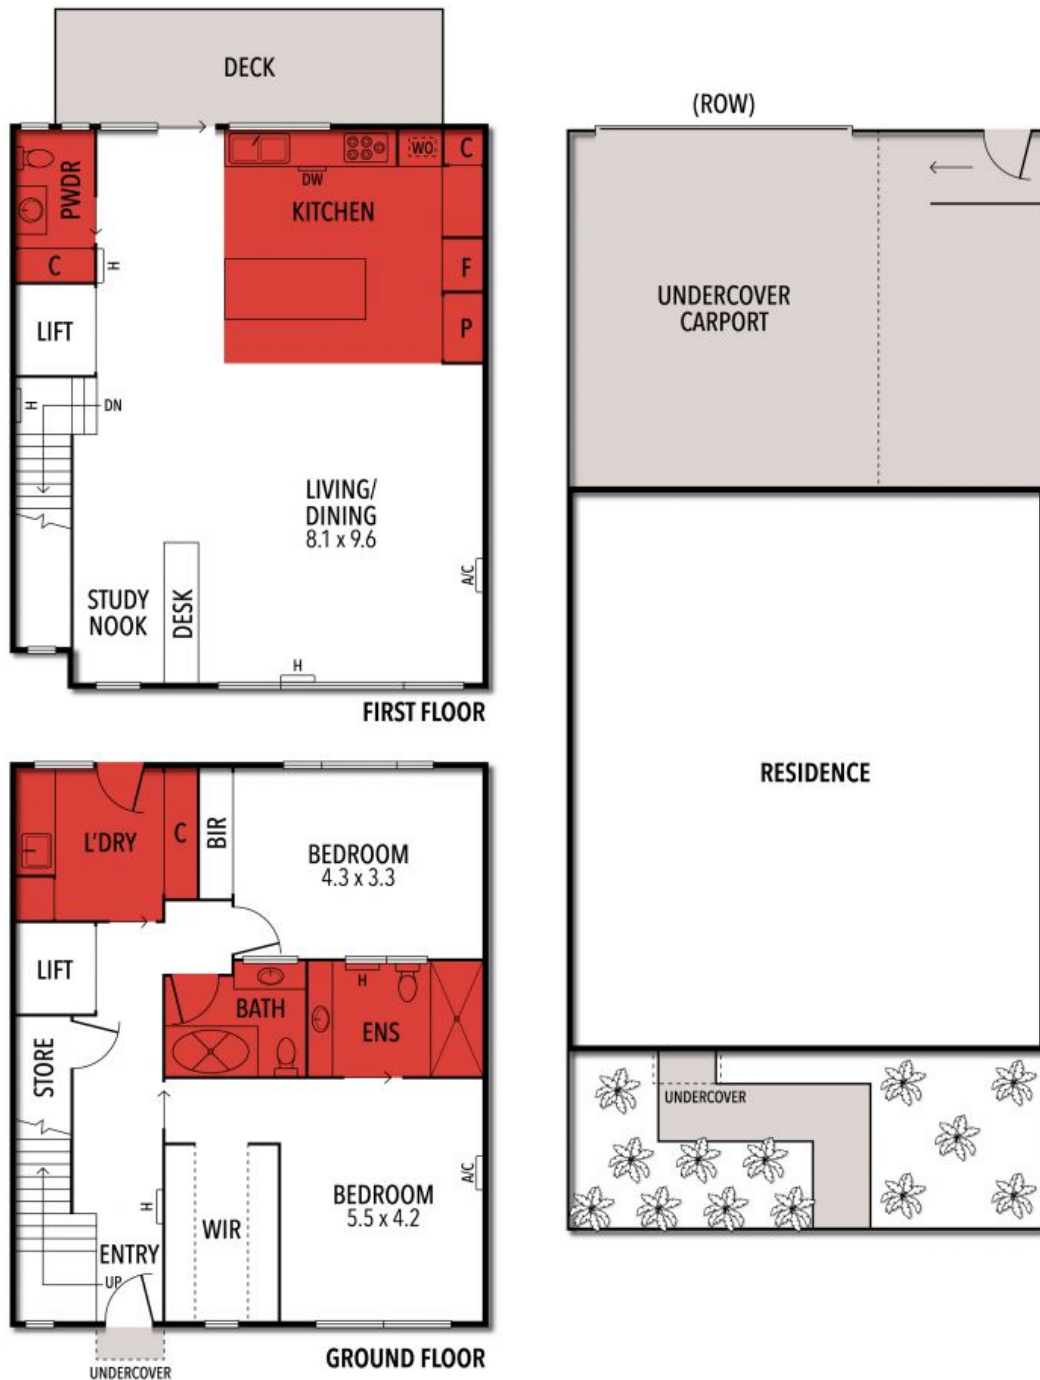 DECK
PWDR
C
H
LIFT
H
DN
WO
C
DW
KITCHEN
F
P
LIVING/
DINING
8.1 x 9.6
A/C
STUDY
NOOK
DESK
H
FIRST FLOOR
L'DRY
C
BIR
BEDROOM
4.3 x 3.3
LIFT
BATH
H
ENS
STORE
A/C
BEDROOM
5.5 x 4.2
H
WIR
ENTRY
UP
UNDERCOVER
GROUND FLOOR
(ROW)
UNDERCOVER
CARPORT
RESIDENCE
UNDERCOVER